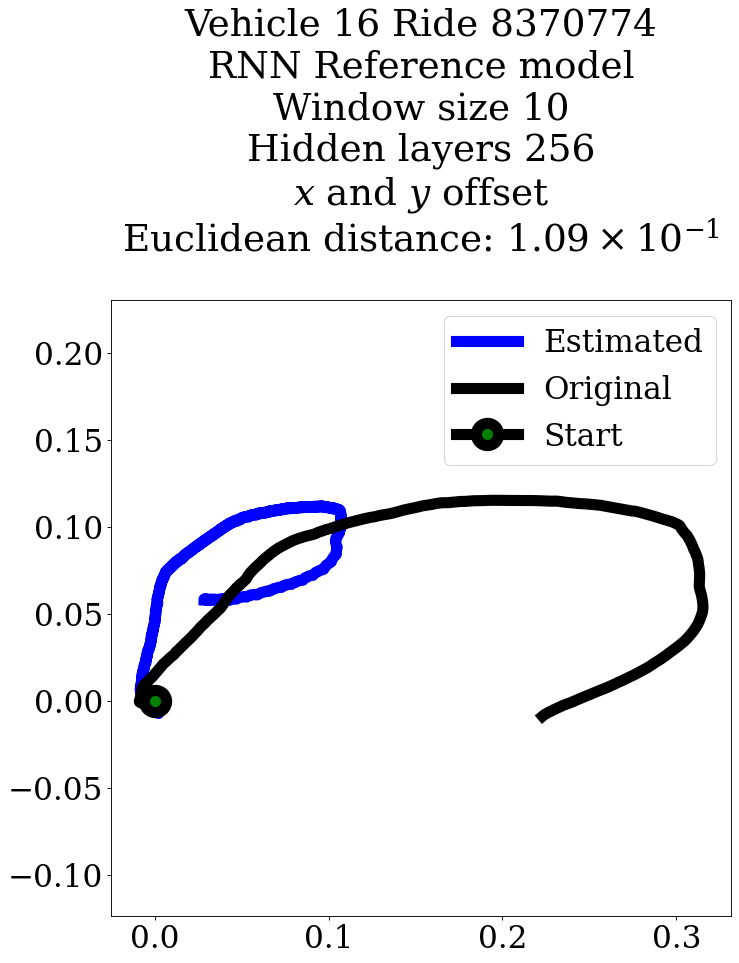 Vehicle 16 Ride 8370774
RNN Reference model
Window size 10
Hidden layers 256
x and y offset
Euclidean distance: 1.09 × 10⁻¹
Estimated
Original
Start
0.20
0.15
0.10
0.05
0.00
−0.05
−0.10
0.0 0.1 0.2 0.3